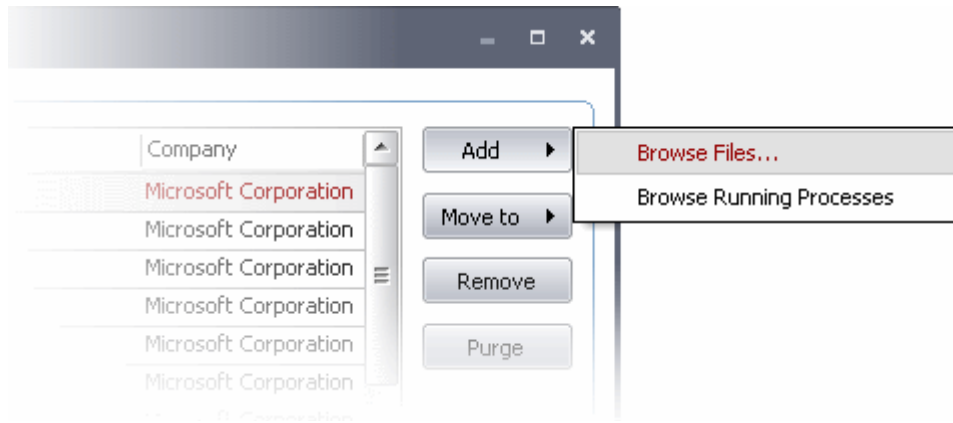 Company
Microsoft Corporation
Microsoft Corporation
Microsoft Corporation
Microsoft Corporation
Microsoft Corporation
Microsoft Corporation
Add
Move to
Remove
Purge
Browse Files...
Browse Running Processes